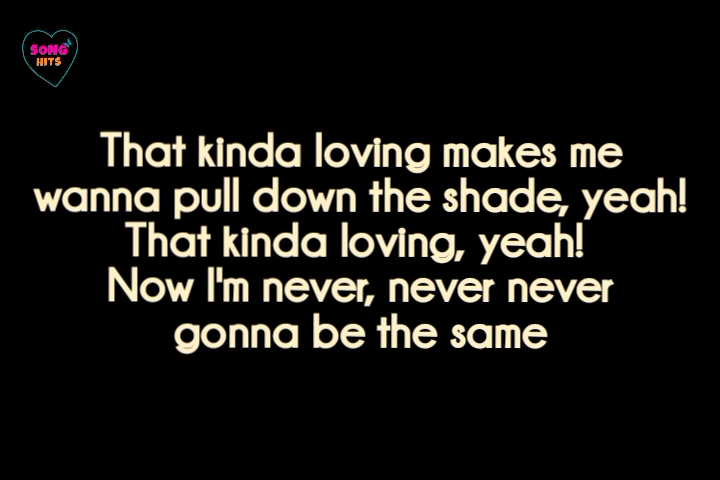 SONG
HITS
That kinda loving makes me
wanna pull down the shade, yeah!
That kinda loving, yeah!
Now I'm never, never never
gonna be the same